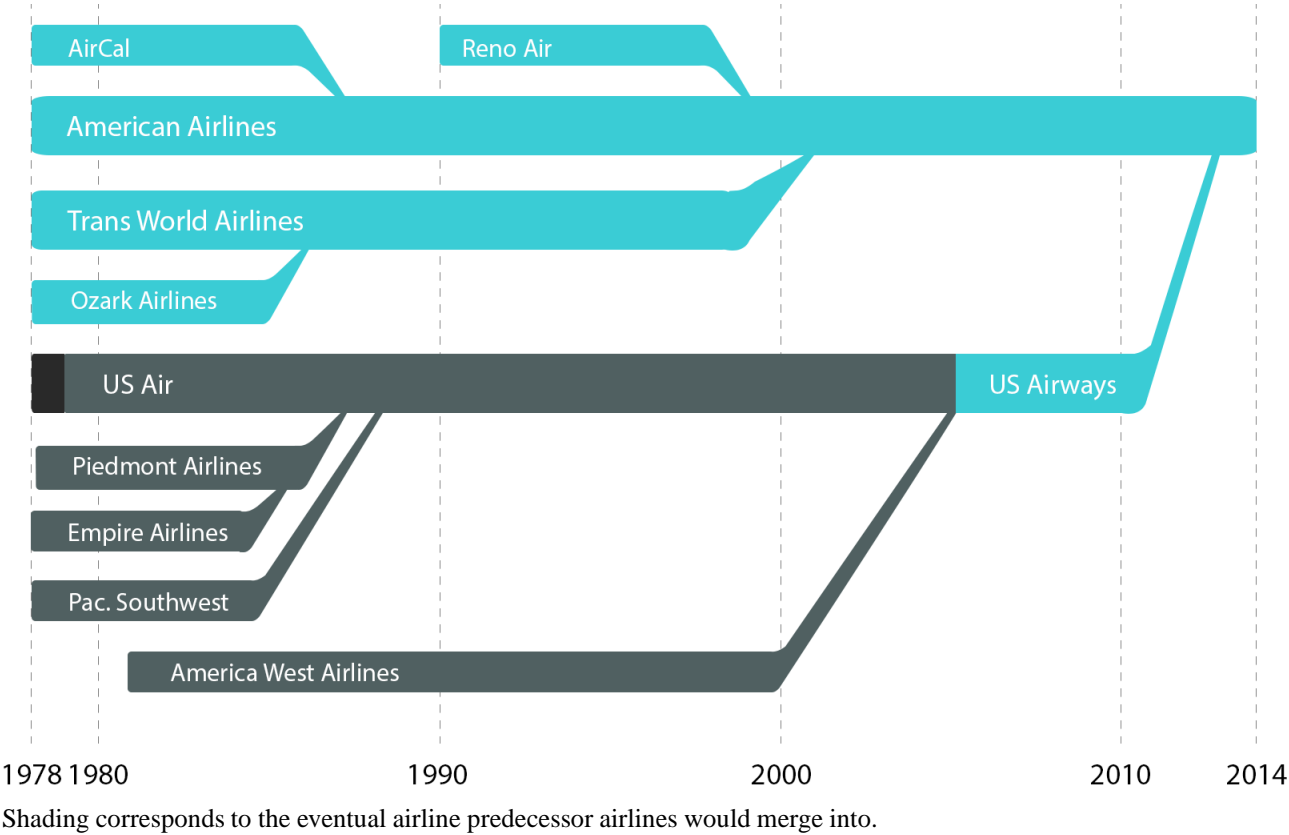 AirCal
Reno Air
American Airlines
Trans World Airlines
Ozark Airlines
US Air
US Airways
Piedmont Airlines
Empire Airlines
Pac. Southwest
America West Airlines
1978 1980 1990 2000 2010 2014
Shading corresponds to the eventual airline predecessor airlines would merge into.